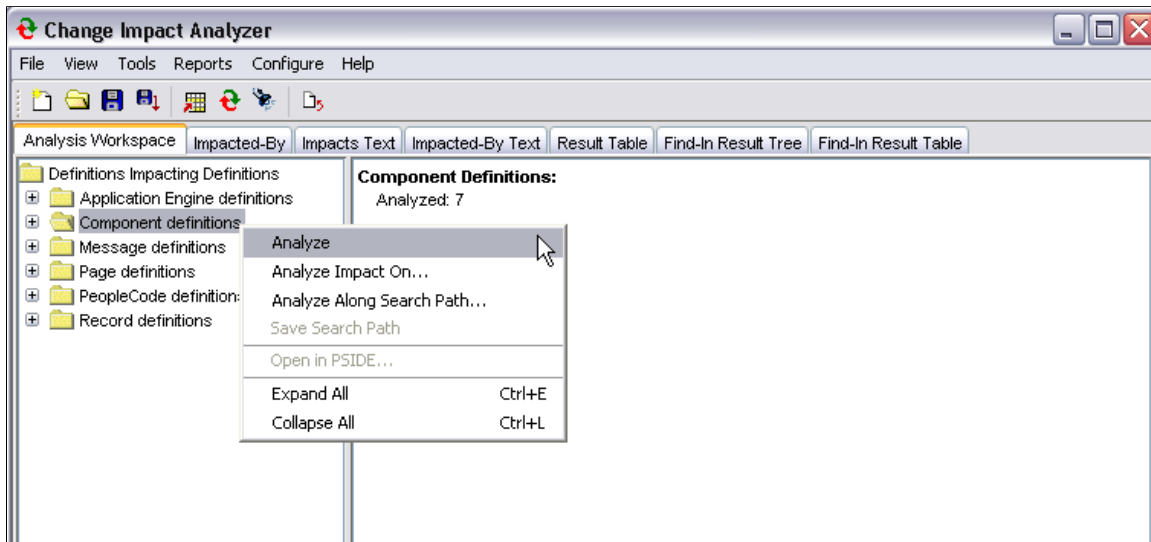 Change Impact Analyzer
File View Tools Reports Configure Help
Analysis Workspace Impacted-By Impacts Text Impacted-By Text Result Table Find-In Result Tree Find-In Result Table
Definitions Impacting Definitions
Application Engine definitions
Component definitions
Message definitions
Page definitions
PeopleCode definition
Record definitions
Component Definitions:
Analyzed: 7
Analyze
Analyze Impact On...
Analyze Along Search Path...
Save Search Path
Open in PSIDE...
Expand All Ctrl+E
Collapse All Ctrl+L